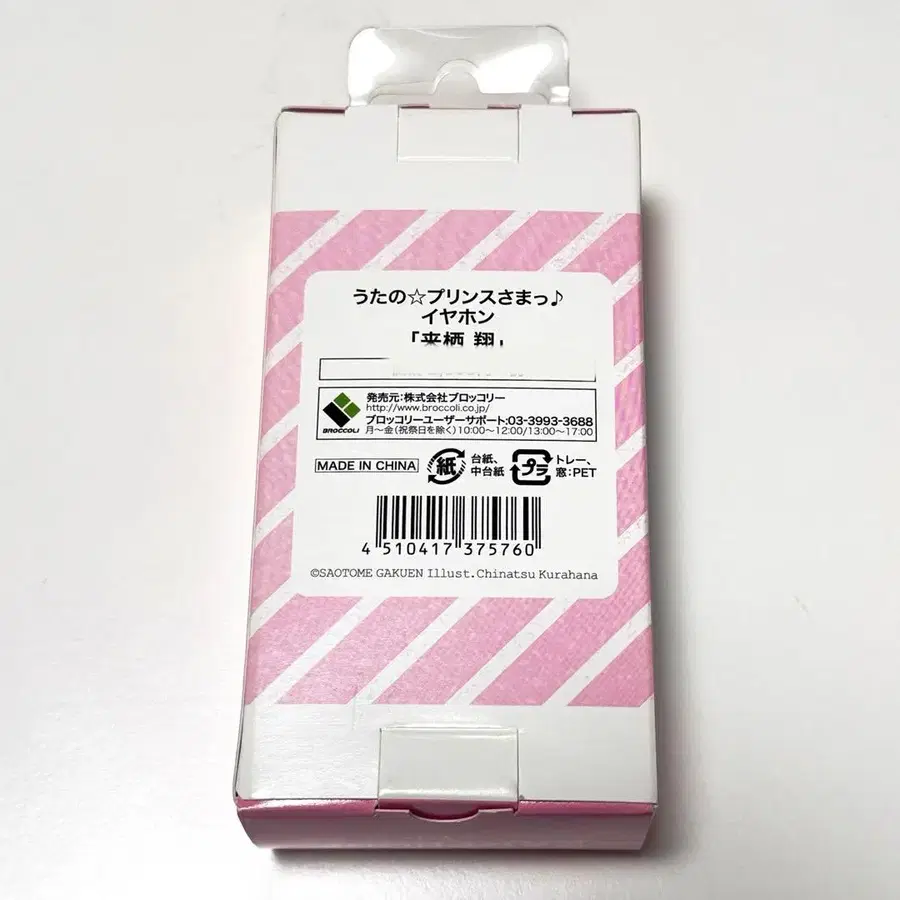 うたの☆プリンスさまっ♪
イヤホン
「来栖 翔」
BROCCOLI
発売元:株式会社ブロッコリー
http://www.broccoli.co.jp/
ブロッコリーユーザーサポート:03-3993-3688
月〜金(祝祭日を除く)10:00〜12:00/13:00〜17:00
MADE IN CHINA
紙
台紙、
中台紙
プラ
トレー、
窓:PET
4 510417 375760
©SAOTOME GAKUEN Illust.Chinatsu Kurahana